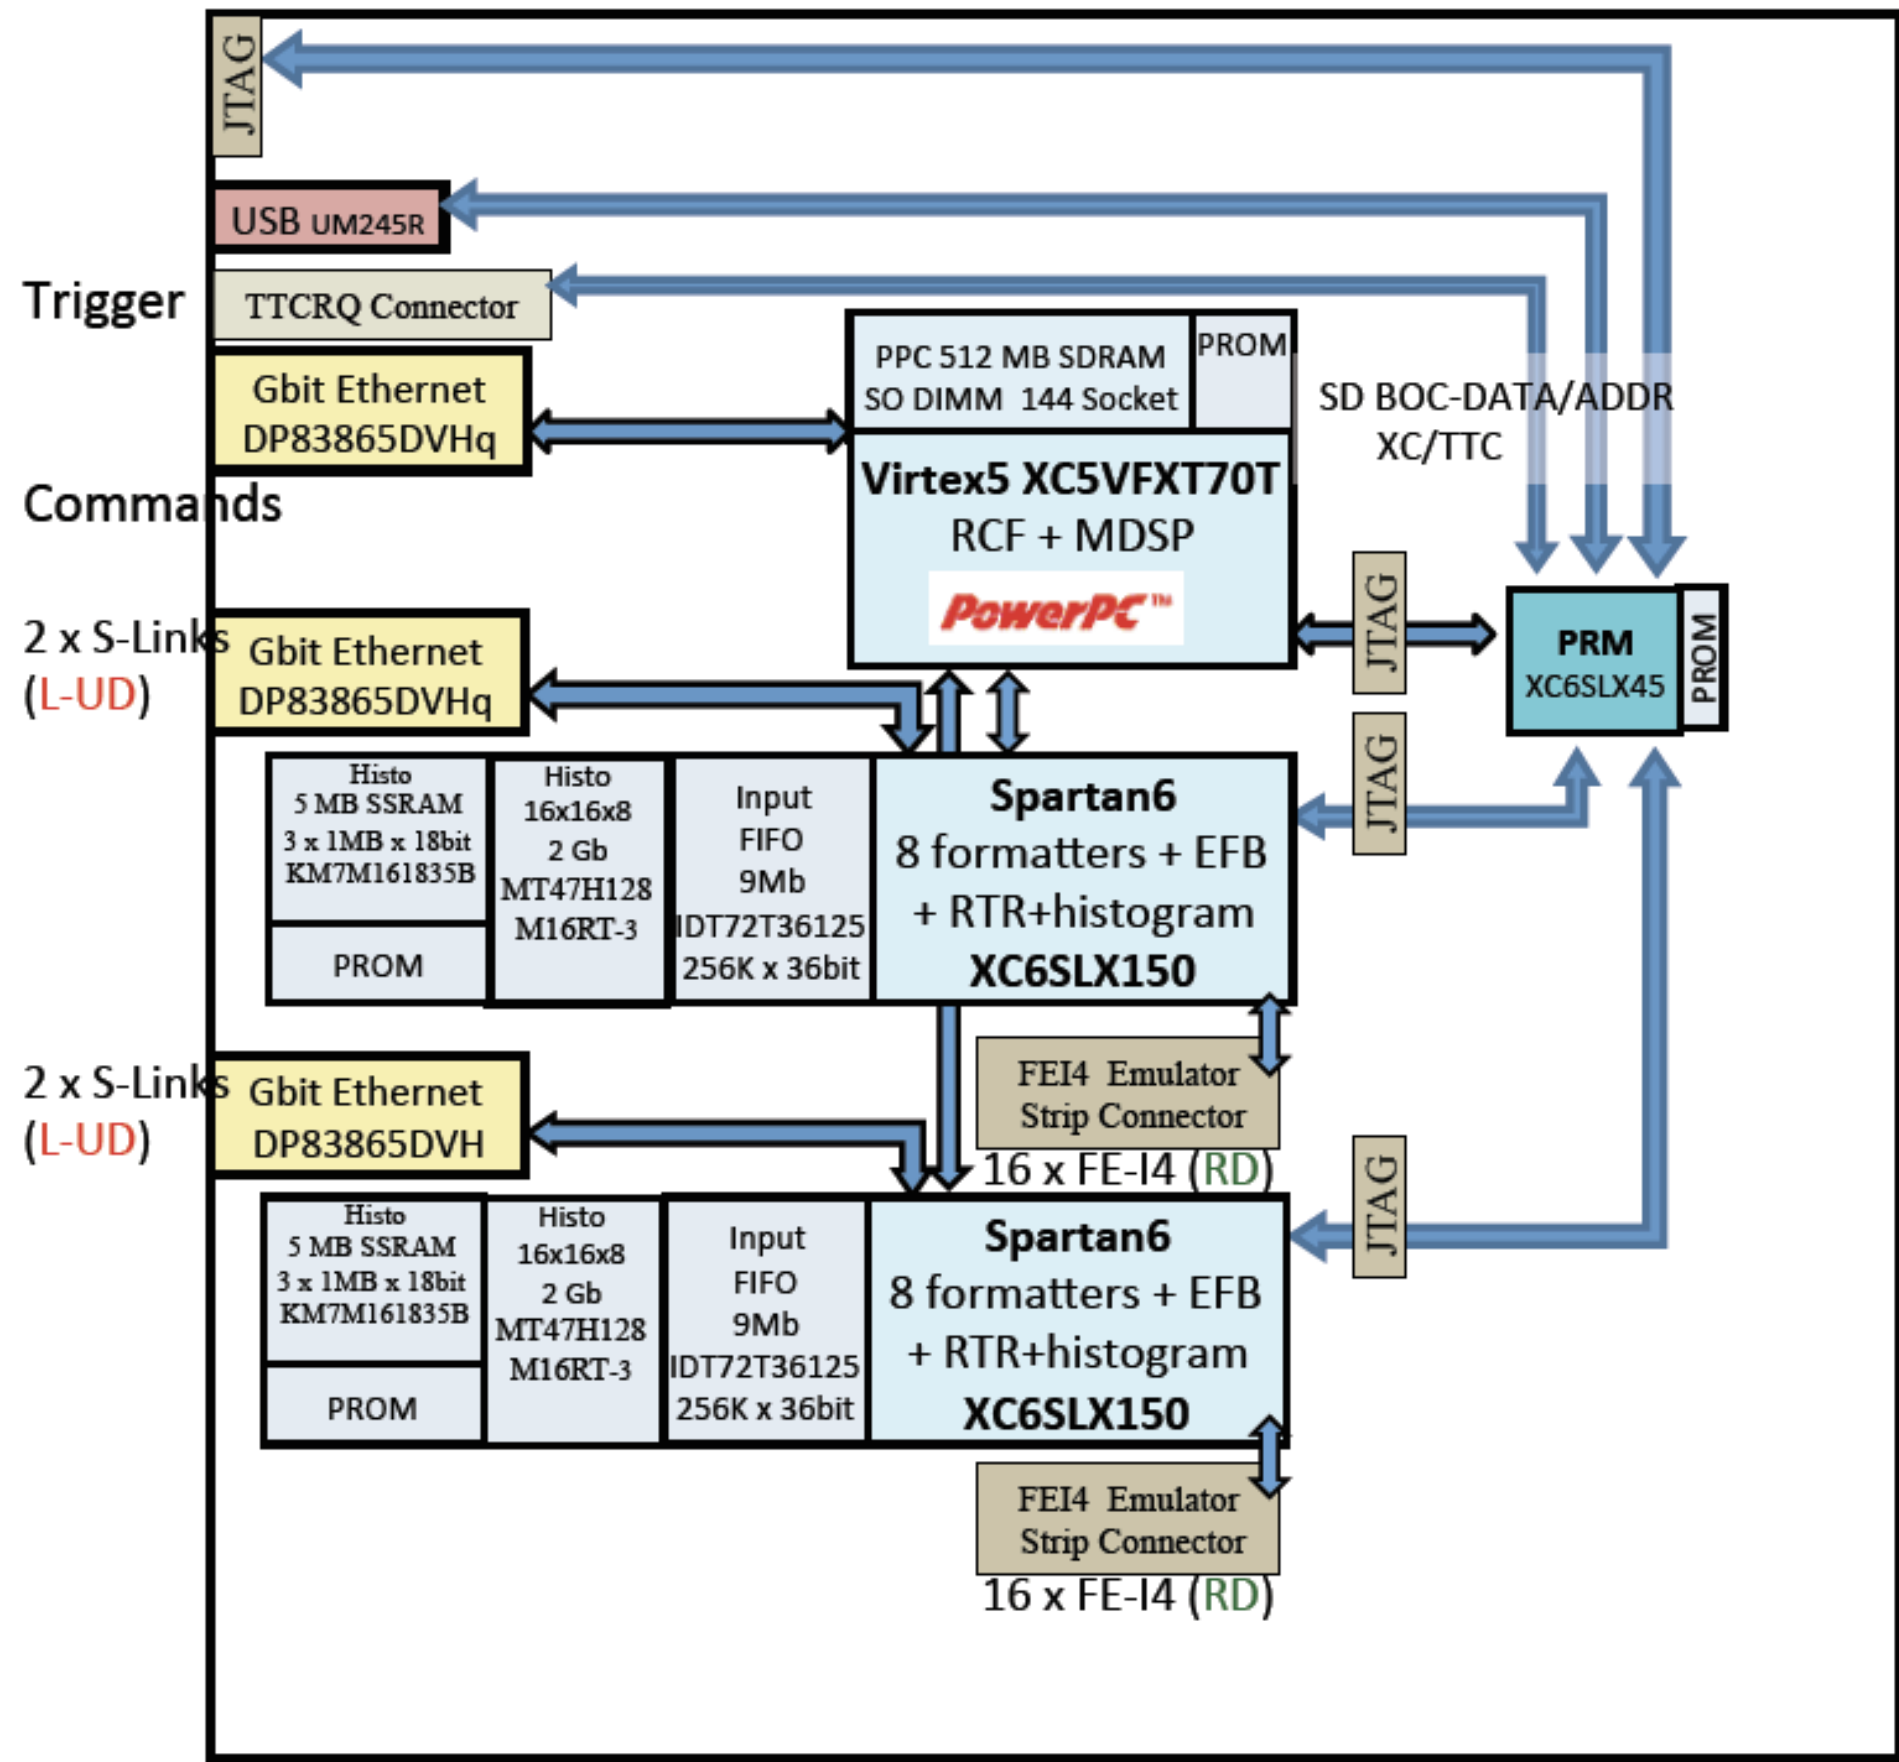 JTAG
USB UM245R
Trigger
TTCRQ Connector
Gbit Ethernet
DP83865DVHq
PPC 512 MB SDRAM
SO DIMM 144 Socket
PROM
SD BOC-DATA/ADDR
XC/TTC
Commands
Virtex5 XC5VFXT70T
RCF + MDSP
PowerPC™
JTAG
PRM
XC6SLX45
PROM
2 x S-Links
(L-UD)
Gbit Ethernet
DP83865DVHq
JTAG
Histo
5 MB SSRAM
3 x 1MB x 18bit
KM7M161835B
PROM
Histo
16x16x8
2 Gb
MT47H128
M16RT-3
Input
FIFO
9Mb
IDT72T36125
256K x 36bit
Spartan6
8 formatters + EFB
+ RTR+histogram
XC6SLX150
FEI4 Emulator
Strip Connector
16 x FE-I4 (RD)
2 x S-Links
(L-UD)
Gbit Ethernet
DP83865DVH
JTAG
Histo
5 MB SSRAM
3 x 1MB x 18bit
KM7M161835B
PROM
Histo
16x16x8
2 Gb
MT47H128
M16RT-3
Input
FIFO
9Mb
IDT72T36125
256K x 36bit
Spartan6
8 formatters + EFB
+ RTR+histogram
XC6SLX150
FEI4 Emulator
Strip Connector
16 x FE-I4 (RD)